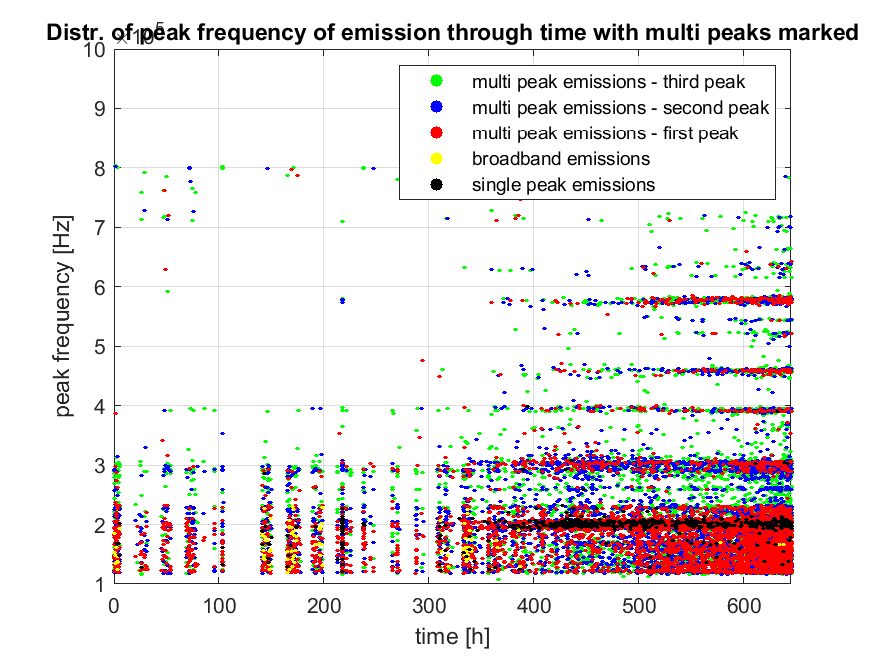 Distr. of peak frequency of emission through time with multi peaks marked
×10^5
10
9
8
7
6
5
4
3
2
1
peak frequency [Hz]
multi peak emissions - third peak
multi peak emissions - second peak
multi peak emissions - first peak
broadband emissions
single peak emissions
0 100 200 300 400 500 600
time [h]